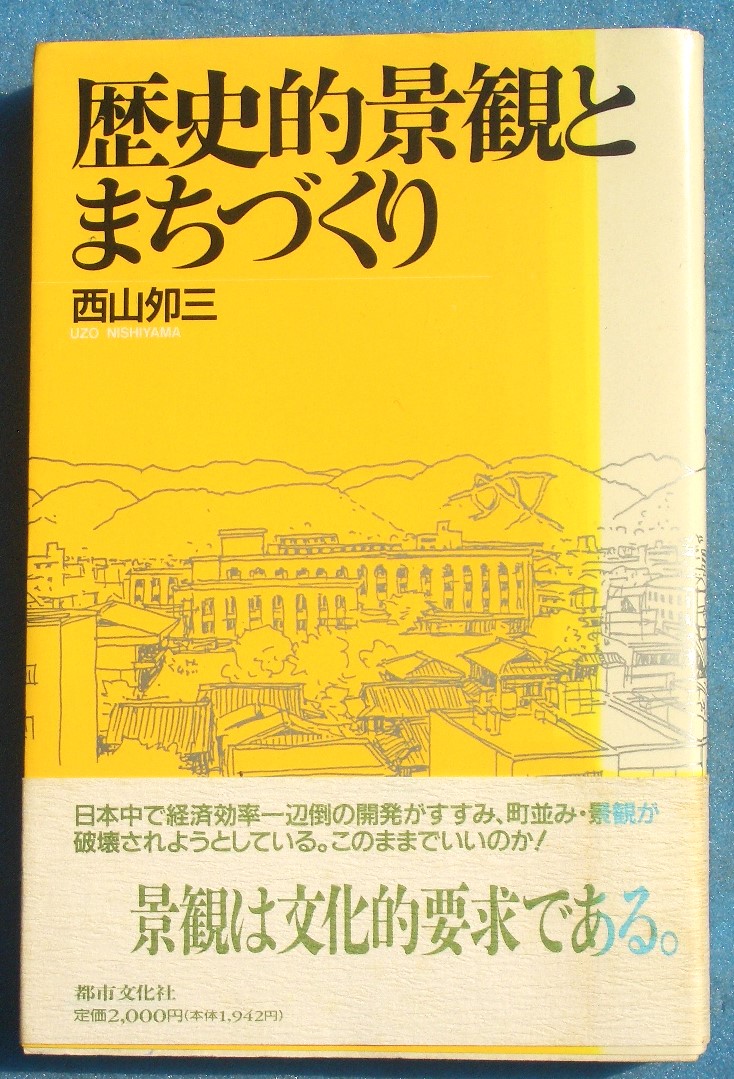 歴史的景観と
まちづくり
西山夘三
UZO NISHIYAMA
日本中で経済効率一辺倒の開発がすすみ、町並み・景観が
破壊されようとしている。このままでいいのか!
景観は文化的要求である。
都市文化社
定価2,000円(本体1,942円)